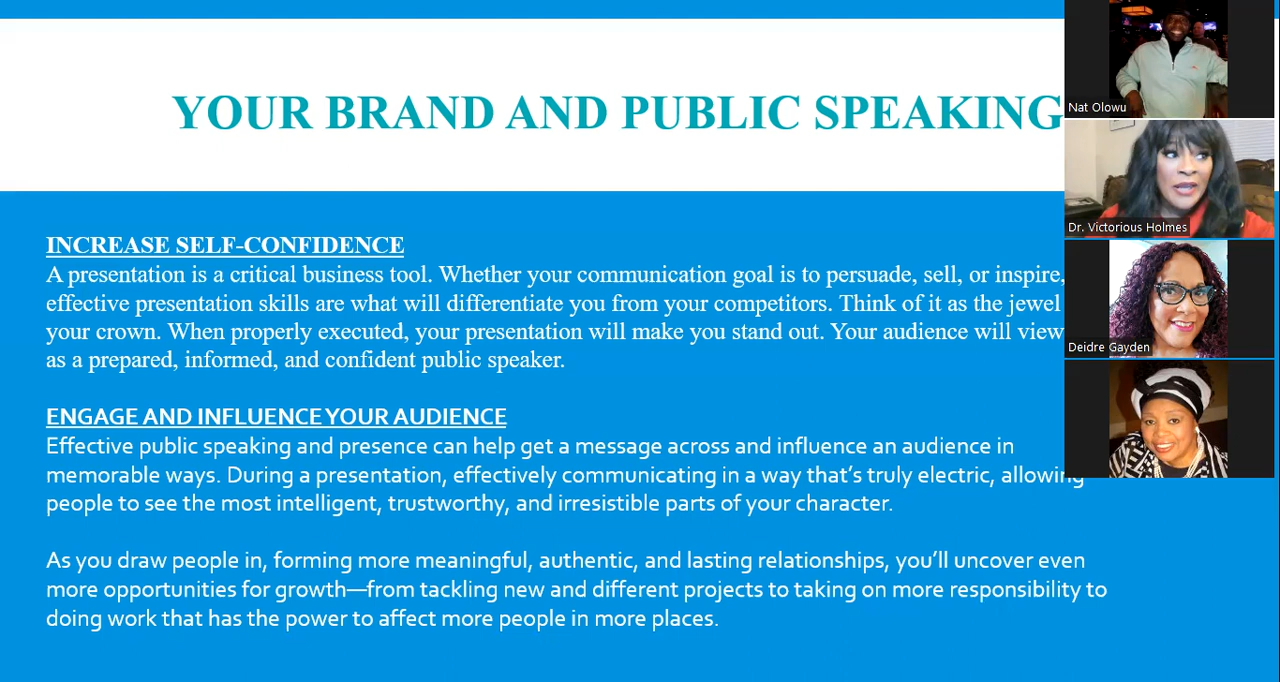 YOUR BRAND AND PUBLIC SPEAKING
INCREASE SELF-CONFIDENCE
A presentation is a critical business tool. Whether your communication goal is to persuade, sell, or inspire,
effective presentation skills are what will differentiate you from your competitors. Think of it as the jewel
your crown. When properly executed, your presentation will make you stand out. Your audience will view
as a prepared, informed, and confident public speaker.
ENGAGE AND INFLUENCE YOUR AUDIENCE
Effective public speaking and presence can help get a message across and influence an audience in
memorable ways. During a presentation, effectively communicating in a way that’s truly electric, allowing
people to see the most intelligent, trustworthy, and irresistible parts of your character.
As you draw people in, forming more meaningful, authentic, and lasting relationships, you’ll uncover even
more opportunities for growth—from tackling new and different projects to taking on more responsibility to
doing work that has the power to affect more people in more places.
Nat Olowu
Dr. Victorious Holmes
Deidre Gayden